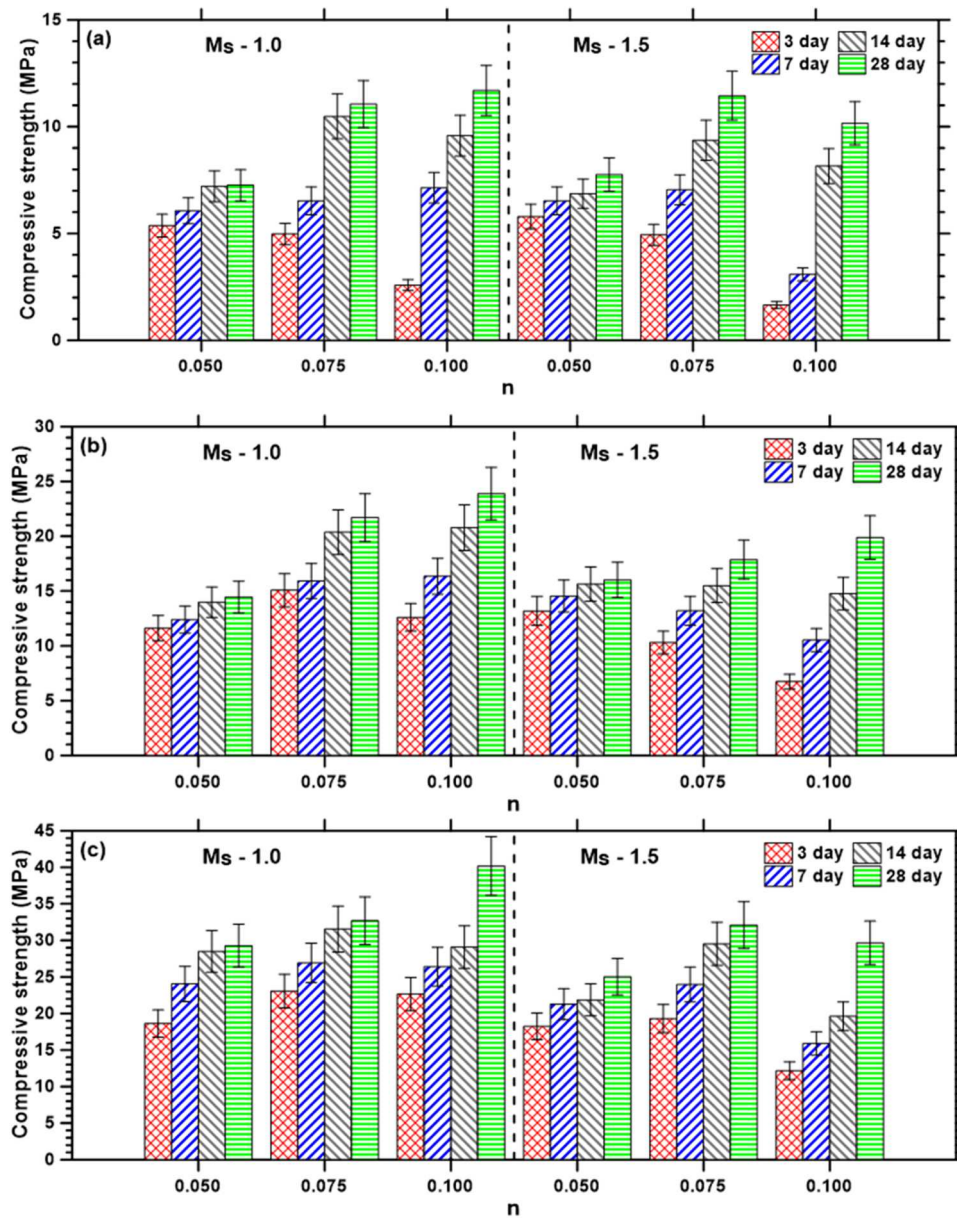 (a)
Ms - 1.0
Ms - 1.5
3 day
14 day
7 day
28 day
Compressive strength (MPa)
15
10
5
0
0.050
0.075
0.100
0.050
0.075
0.100
n
(b)
Ms - 1.0
Ms - 1.5
3 day
14 day
7 day
28 day
Compressive strength (MPa)
30
25
20
15
10
5
0
0.050
0.075
0.100
0.050
0.075
0.100
n
(c)
Ms - 1.0
Ms - 1.5
3 day
14 day
7 day
28 day
Compressive strength (MPa)
45
40
35
30
25
20
15
10
5
0
0.050
0.075
0.100
0.050
0.075
0.100
n